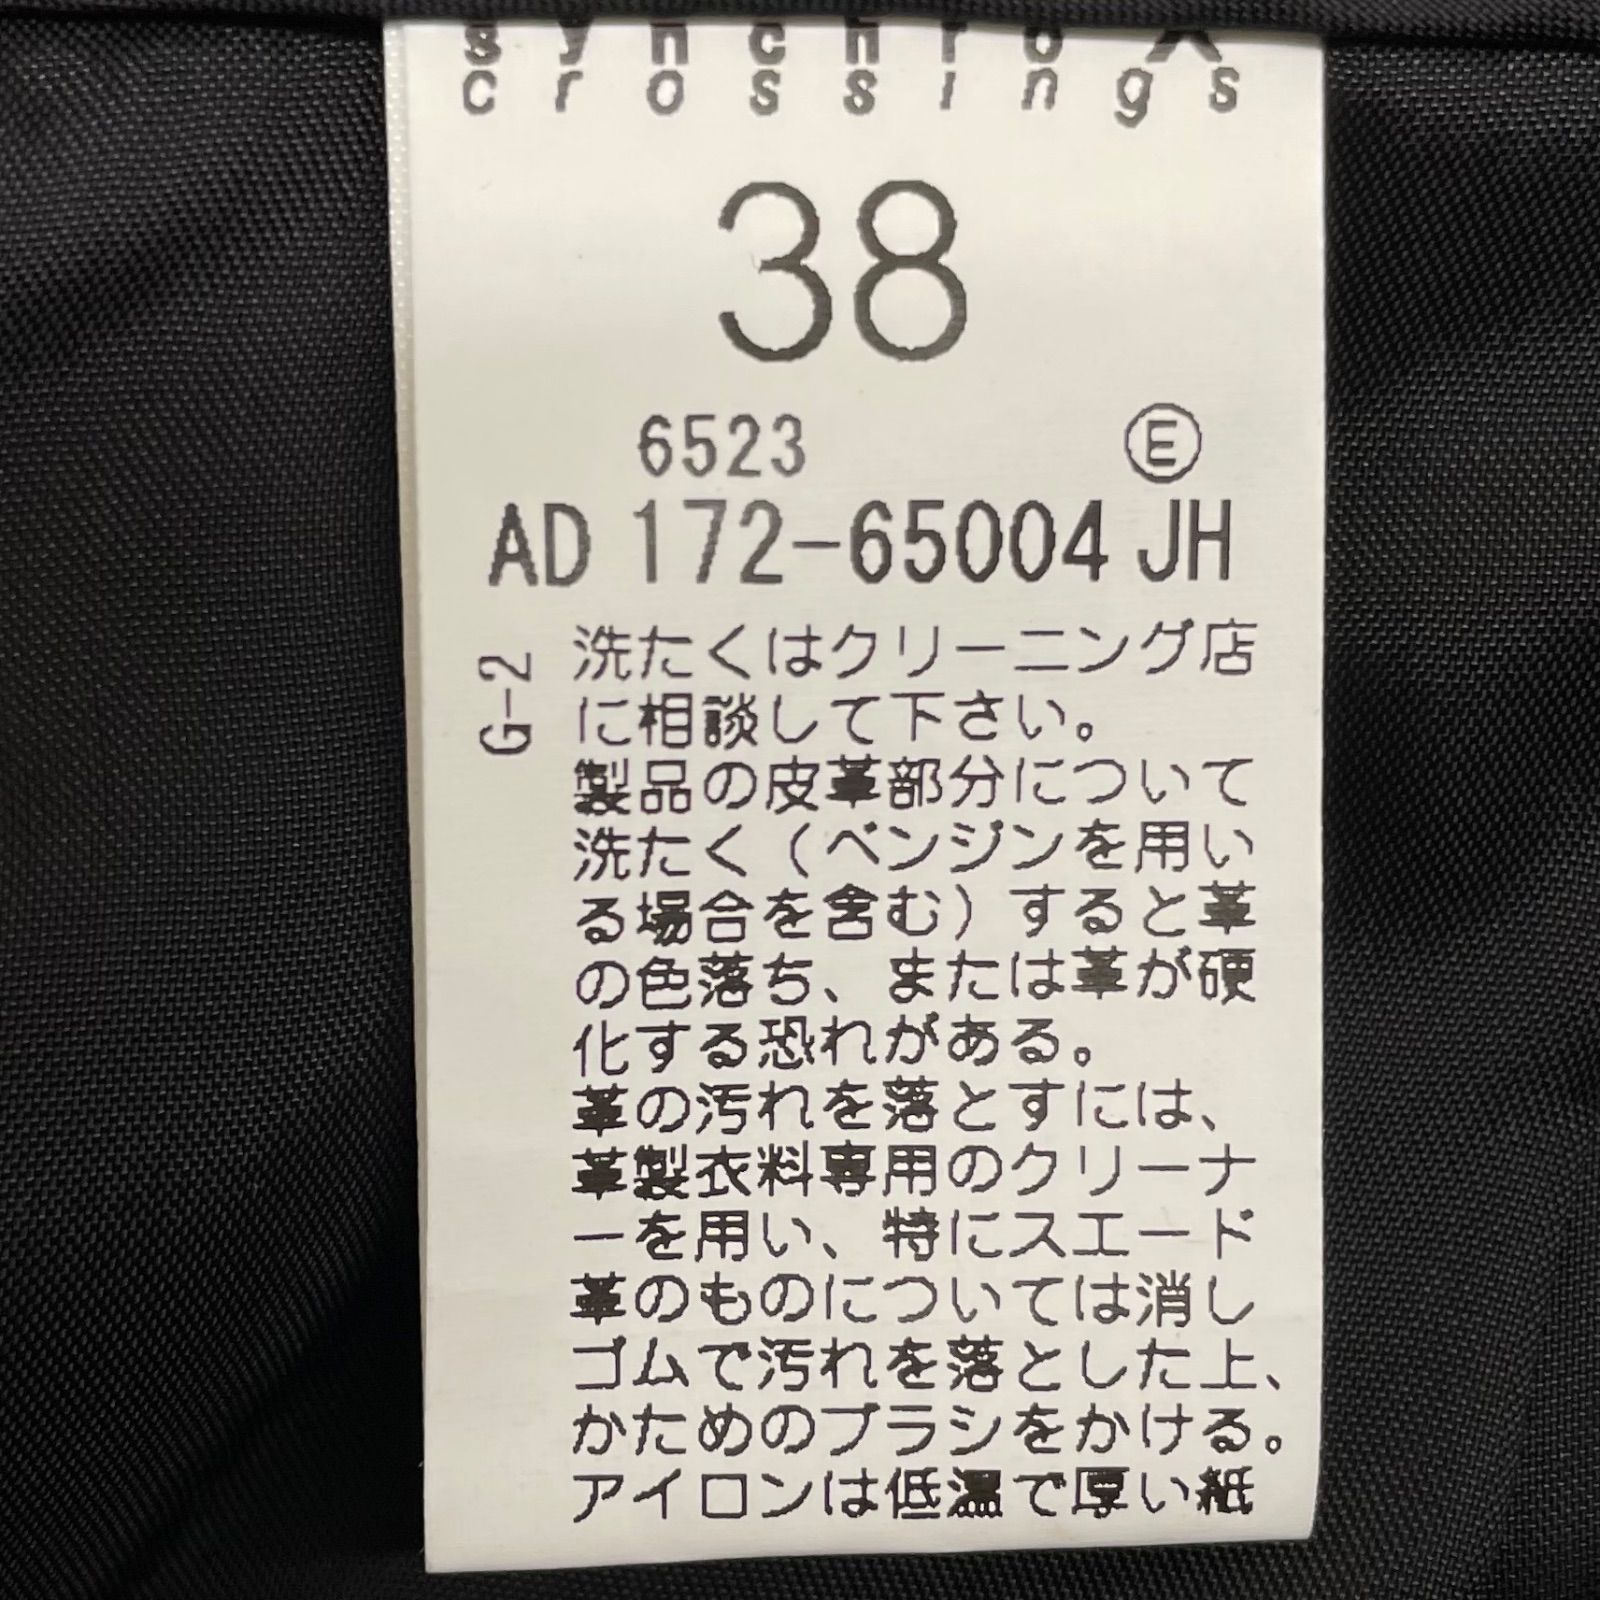 synchro
crossings
38
6523 Ⓔ
AD 172-65004 JH
G-2
洗たくはクリーニング店
に相談して下さい。
製品の皮革部分について
洗たく（ベンジンを用い
る場合を含む）すると革
の色落ち、または革が硬
化する恐れがある。
革の汚れを落とすには、
革製衣料専用のクリーナ
ーを用い、特にスエード
革のものについては消し
ゴムで汚れを落とした上、
かためのブラシをかける。
アイロンは低温で厚い紙